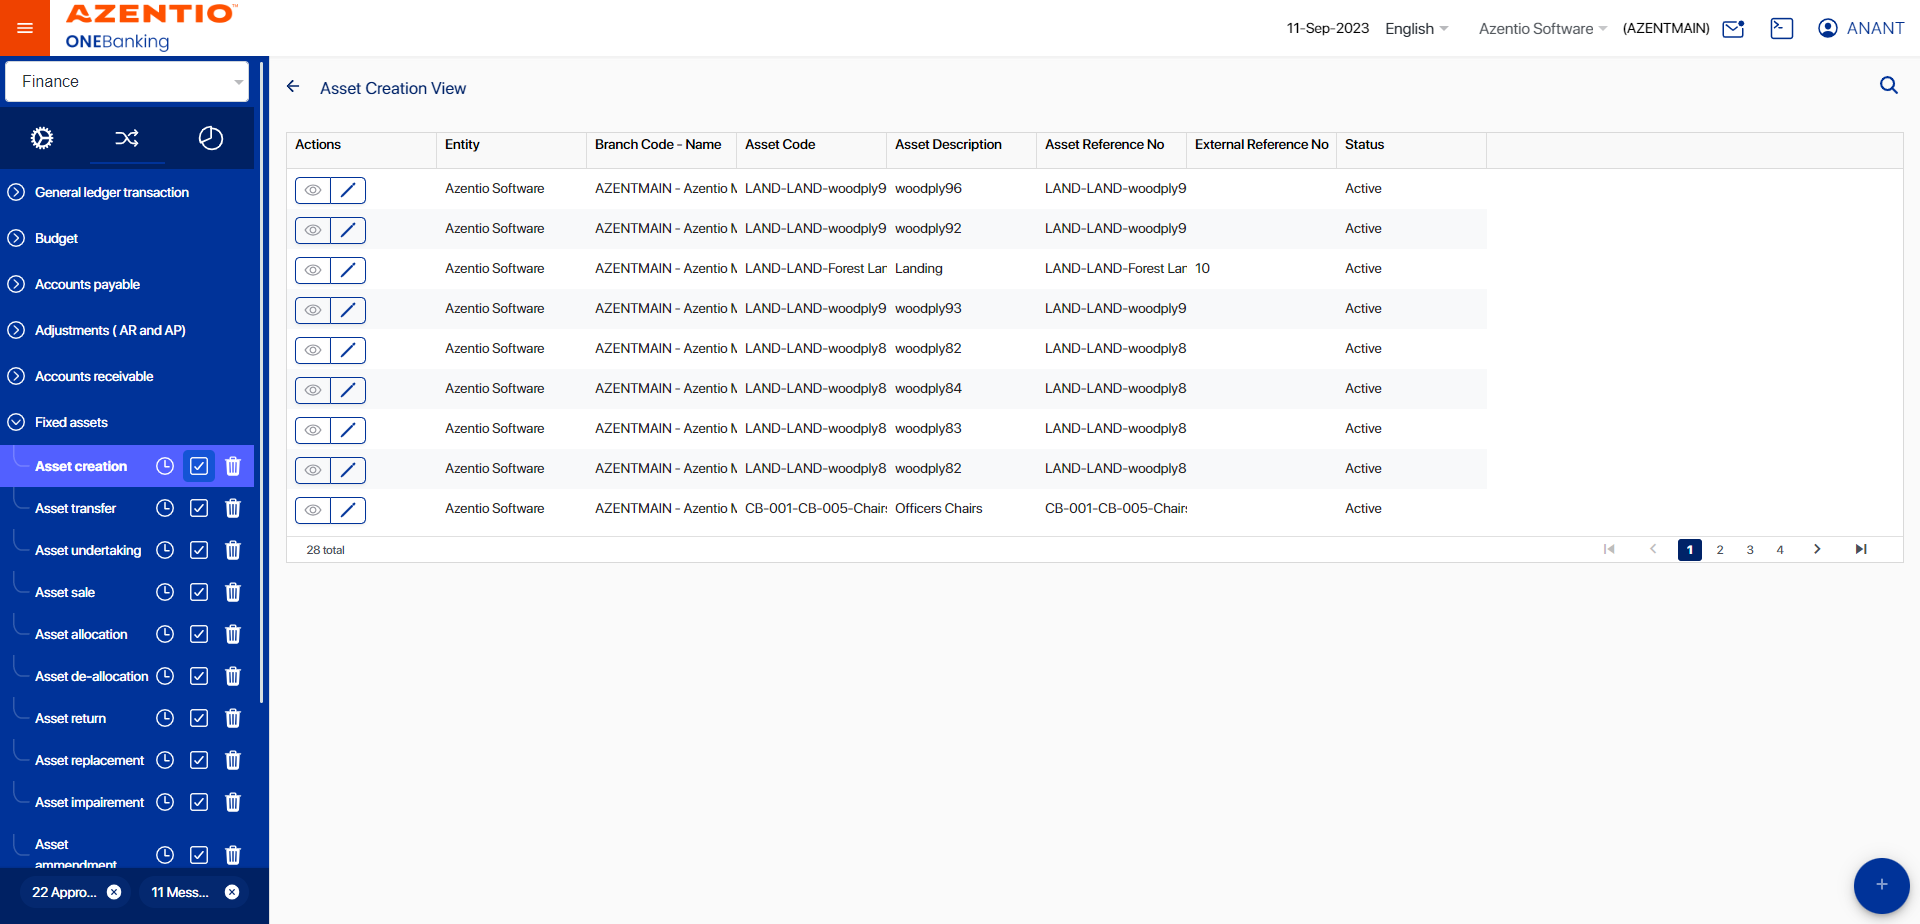 AZENTIO™
ONEBanking
11-Sep-2023
English
Azentio Software
(AZENTMAIN)
ANANT
Finance
General ledger transaction
Budget
Accounts payable
Adjustments ( AR and AP)
Accounts receivable
Fixed assets
Asset creation
Asset transfer
Asset undertaking
Asset sale
Asset allocation
Asset de-allocation
Asset return
Asset replacement
Asset impairement
Asset
ammendment
22 Appro...
11 Mess...
Asset Creation View
Actions Entity Branch Code - Name Asset Code Asset Description Asset Reference No External Reference No Status
Azentio Software AZENTMAIN - Azentio M LAND-LAND-woodply9 woodply96 LAND-LAND-woodply9 Active
Azentio Software AZENTMAIN - Azentio M LAND-LAND-woodply9 woodply92 LAND-LAND-woodply9 Active
Azentio Software AZENTMAIN - Azentio M LAND-LAND-Forest Lan Landing LAND-LAND-Forest Lan 10 Active
Azentio Software AZENTMAIN - Azentio M LAND-LAND-woodply9 woodply93 LAND-LAND-woodply9 Active
Azentio Software AZENTMAIN - Azentio M LAND-LAND-woodply8 woodply82 LAND-LAND-woodply8 Active
Azentio Software AZENTMAIN - Azentio M LAND-LAND-woodply8 woodply84 LAND-LAND-woodply8 Active
Azentio Software AZENTMAIN - Azentio M LAND-LAND-woodply8 woodply83 LAND-LAND-woodply8 Active
Azentio Software AZENTMAIN - Azentio M LAND-LAND-woodply8 woodply82 LAND-LAND-woodply8 Active
Azentio Software AZENTMAIN - Azentio M CB-001-CB-005-Chairs Officers Chairs CB-001-CB-005-Chairs Active
28 total
1 2 3 4